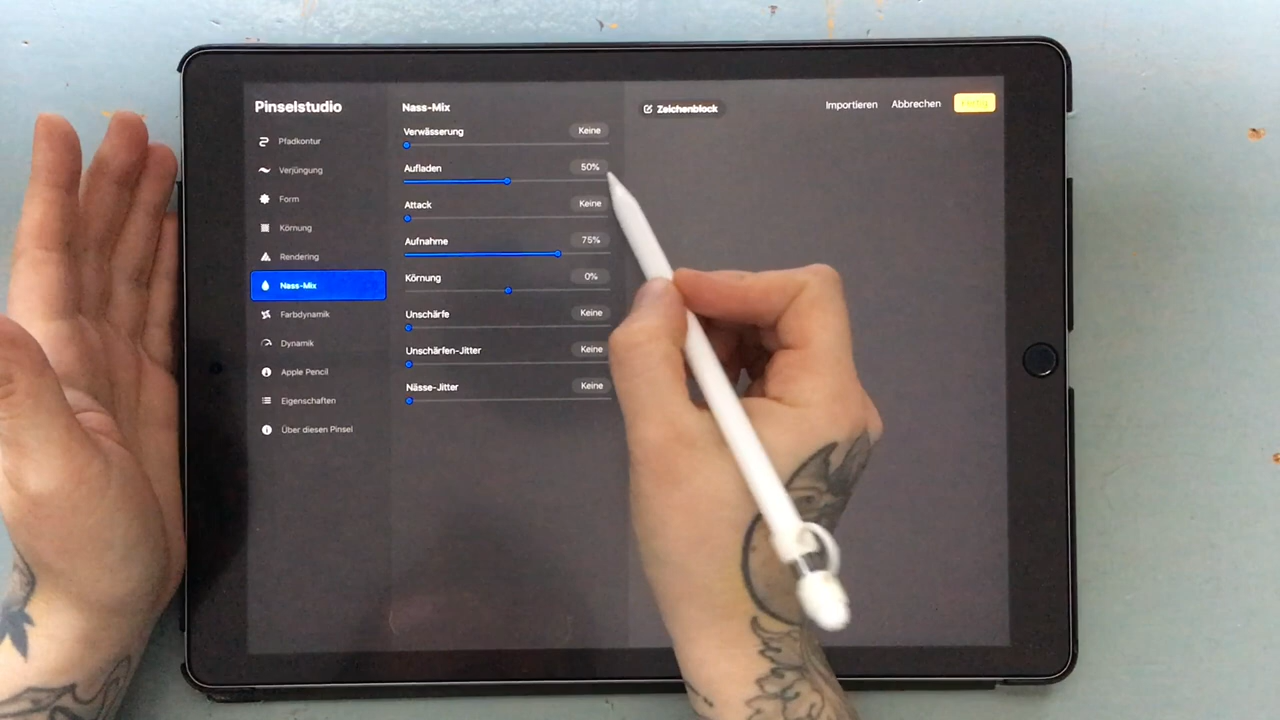 Pinselstudio
Pfadkontur
Verjüngung
Form
Körnung
Rendering
Nass-Mix
Farbdynamik
Dynamik
Apple Pencil
Eigenschaften
Über diesen Pinsel
Nass-Mix
Verwässerung Keine
Aufladen 50%
Attack Keine
Aufnahme 75%
Körnung 0%
Unschärfe Keine
Unschärfen-Jitter Keine
Nässe-Jitter Keine
Zeichenblock
Importieren Abbrechen